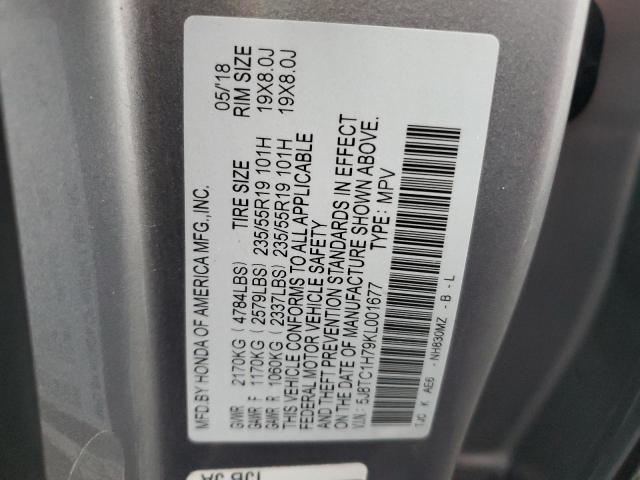 MFD.BY HONDA OF AMERICA MFG.,INC. 05/'18
GVWR 2170KG (4784LBS) TIRE SIZE RIM SIZE
GAWR F 1170KG (2579LBS) 235/55R19 101H 19X8.0J
GAWR R 1060KG (2337LBS) 235/55R19 101H 19X8.0J
THIS VEHICLE CONFORMS TO ALL APPLICABLE
FEDERAL MOTOR VEHICLE SAFETY
AND THEFT PREVENTION STANDARDS IN EFFECT
ON THE DATE OF MANUFACTURE SHOWN ABOVE.
V.I.N.: 5J8TC1H79KL001677 TYPE: MPV
TJC K AE6 -NH830MZ -B -L